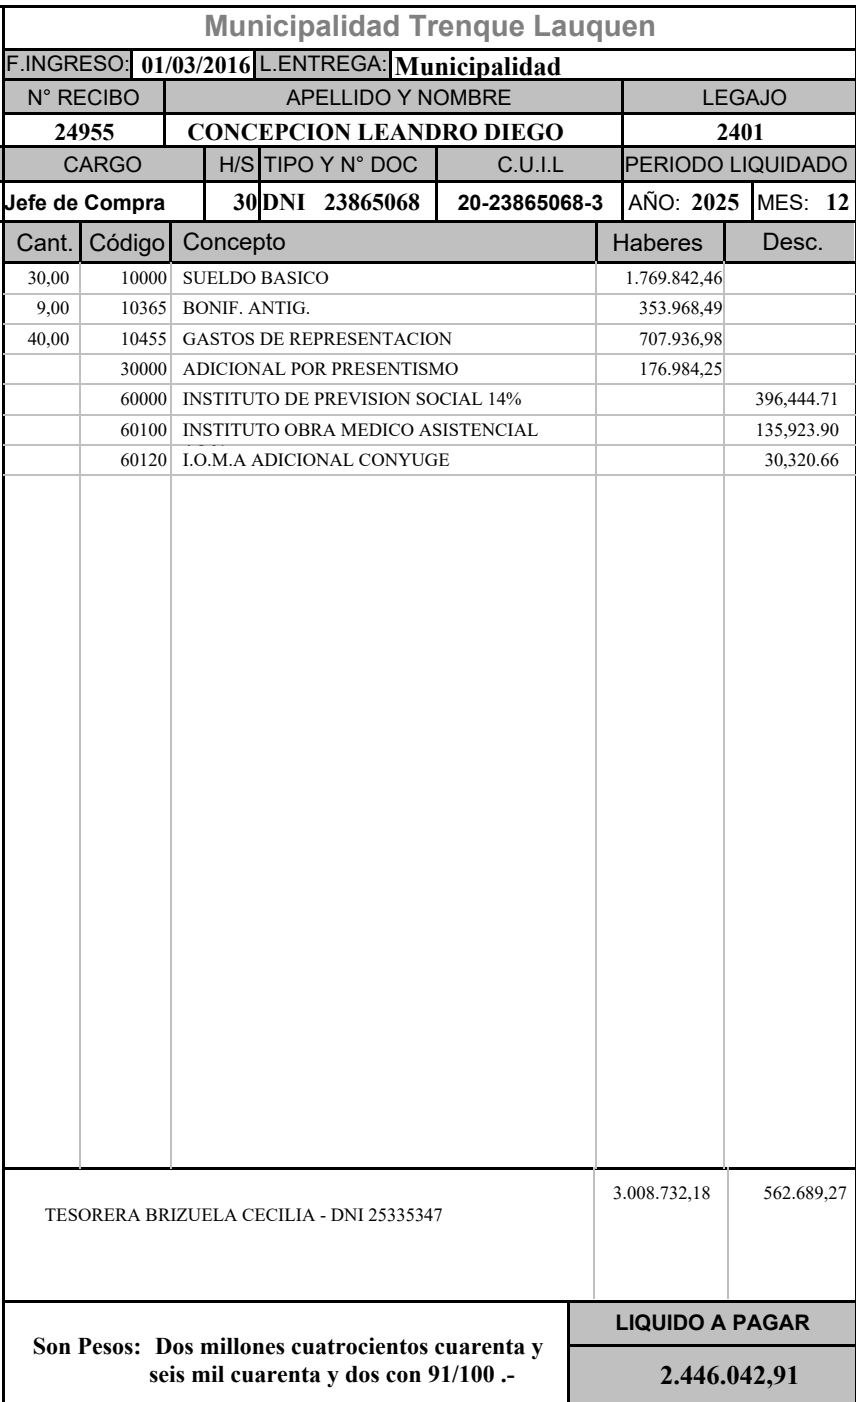 Municipalidad Trenque Lauquen
F.INGRESO: 01/03/2016 L.ENTREGA: Municipalidad
N° RECIBO APELLIDO Y NOMBRE LEGAJO
24955 CONCEPCION LEANDRO DIEGO 2401
CARGO H/S TIPO Y N° DOC C.U.I.L PERIODO LIQUIDADO
Jefe de Compra 30 DNI 23865068 20-23865068-3 AÑO: 2025 MES: 12
Cant. Código Concepto Haberes Desc.
30,00 10000 SUELDO BASICO 1.769.842,46
9,00 10365 BONIF. ANTIG. 353.968,49
40,00 10455 GASTOS DE REPRESENTACION 707.936,98
30000 ADICIONAL POR PRESENTISMO 176.984,25
60000 INSTITUTO DE PREVISION SOCIAL 14% 396,444.71
60100 INSTITUTO OBRA MEDICO ASISTENCIAL 135,923.90
60120 I.O.M.A ADICIONAL CONYUGE 30,320.66
3.008.732,18 562.689,27
TESORERA BRIZUELA CECILIA - DNI 25335347
LIQUIDO A PAGAR
Son Pesos: Dos millones cuatrocientos cuarenta y
seis mil cuarenta y dos con 91/100 .-
2.446.042,91